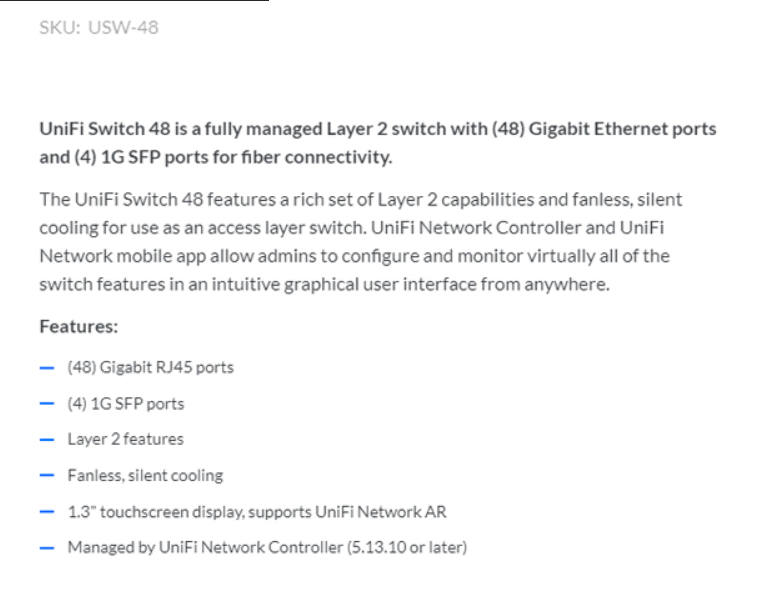 SKU: USW-48
UniFi Switch 48 is a fully managed Layer 2 switch with (48) Gigabit Ethernet ports
and (4) 1G SFP ports for fiber connectivity.
The UniFi Switch 48 features a rich set of Layer 2 capabilities and fanless, silent
cooling for use as an access layer switch. UniFi Network Controller and UniFi
Network mobile app allow admins to configure and monitor virtually all of the
switch features in an intuitive graphical user interface from anywhere.
Features:
— (48) Gigabit RJ45 ports
— (4) 1G SFP ports
— Layer 2 features
— Fanless, silent cooling
— 1.3" touchscreen display, supports UniFi Network AR
— Managed by UniFi Network Controller (5.13.10 or later)